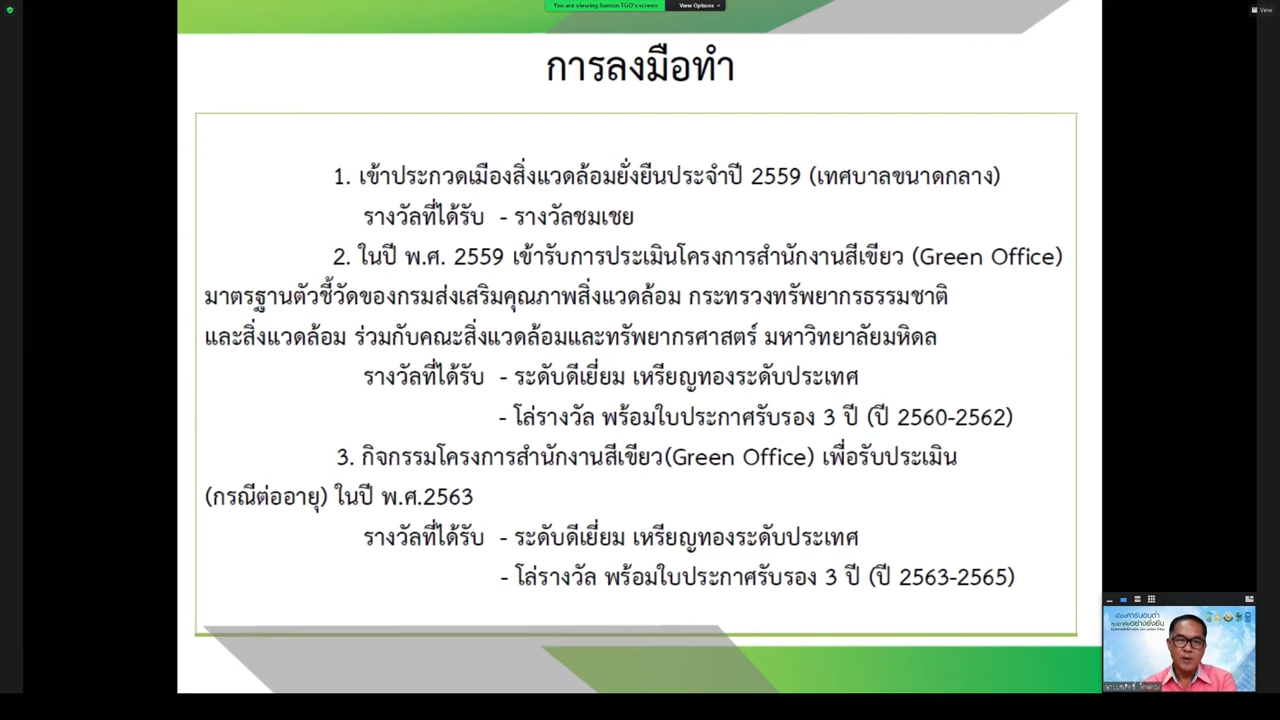 You are viewing Sumon TGO's screen
View Options
View
การลงมือทำ
1. เข้าประกวดเมืองสิ่งแวดล้อมยั่งยืนประจำปี 2559 (เทศบาลขนาดกลาง)
รางวัลที่ได้รับ - รางวัลชมเชย
2. ในปี พ.ศ. 2559 เข้ารับการประเมินโครงการสำนักงานสีเขียว (Green Office)
มาตรฐานตัวชี้วัดของกรมส่งเสริมคุณภาพสิ่งแวดล้อม กระทรวงทรัพยากรธรรมชาติ
และสิ่งแวดล้อม ร่วมกับคณะสิ่งแวดล้อมและทรัพยากรศาสตร์ มหาวิทยาลัยมหิดล
รางวัลที่ได้รับ - ระดับดีเยี่ยม เหรียญทองระดับประเทศ
- โล่รางวัล พร้อมใบประกาศรับรอง 3 ปี (ปี 2560-2562)
3. กิจกรรมโครงการสำนักงานสีเขียว(Green Office) เพื่อรับประเมิน
(กรณีต่ออายุ) ในปี พ.ศ.2563
รางวัลที่ได้รับ - ระดับดีเยี่ยม เหรียญทองระดับประเทศ
- โล่รางวัล พร้อมใบประกาศรับรอง 3 ปี (ปี 2563-2565)
เมืองคาร์บอนต่ำ
อย่างยั่งยืน